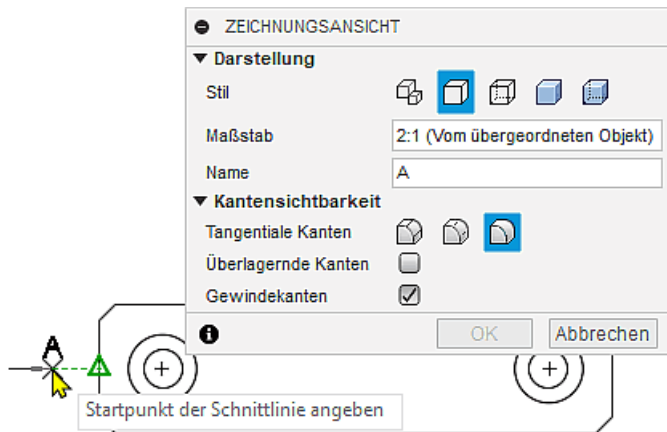 ZEICHNUNGSANSICHT
Darstellung
Stil
Maßstab
2:1 (Vom übergeordneten Objekt)
Name
A
Kantensichtbarkeit
Tangentiale Kanten
Überlagernde Kanten
Gewindekanten
OK
Abbrechen
A
Startpunkt der Schnittlinie angeben